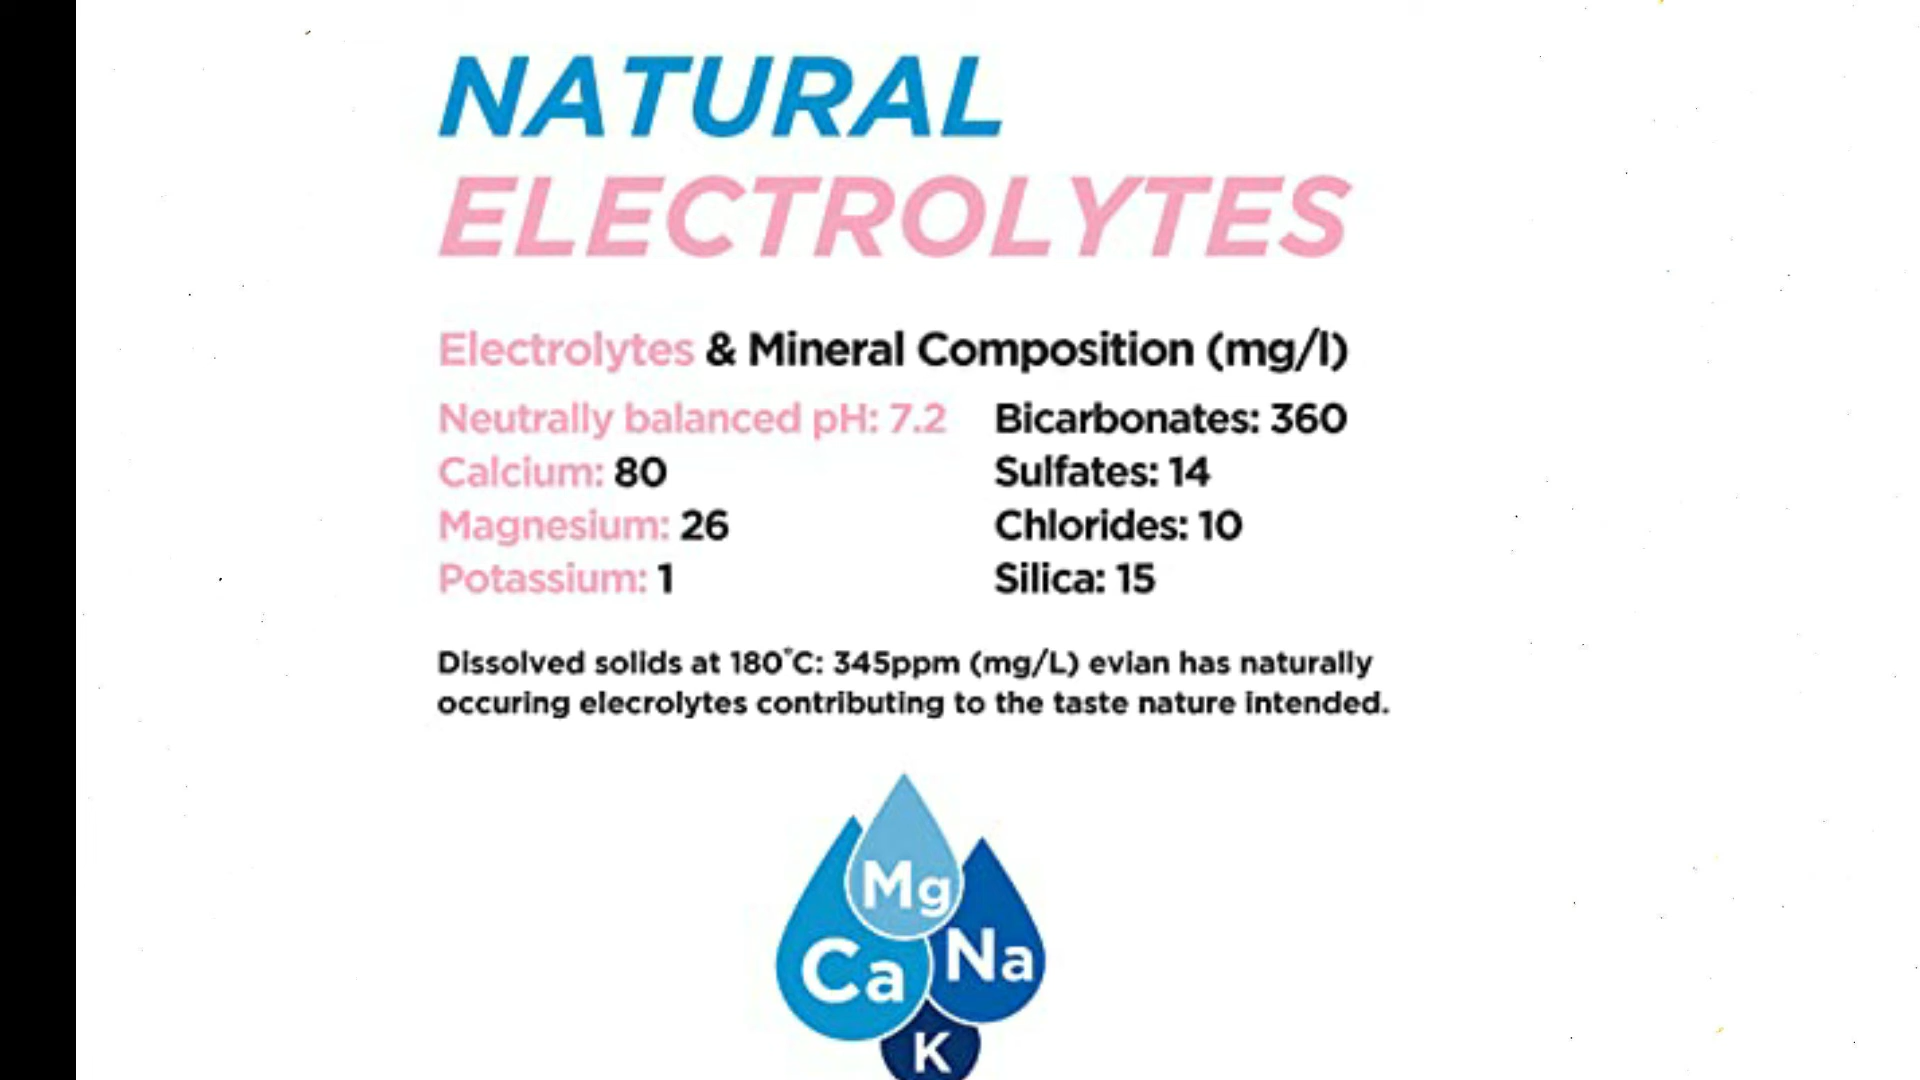 NATURAL
ELECTROLYTES
Electrolytes & Mineral Composition (mg/l)
Neutrally balanced pH: 7.2
Calcium: 80
Magnesium: 26
Potassium: 1
Bicarbonates: 360
Sulfates: 14
Chlorides: 10
Silica: 15
Dissolved solids at 180°C: 345ppm (mg/L) evian has naturally
occuring elecrolytes contributing to the taste nature intended.
Mg
Ca
Na
K